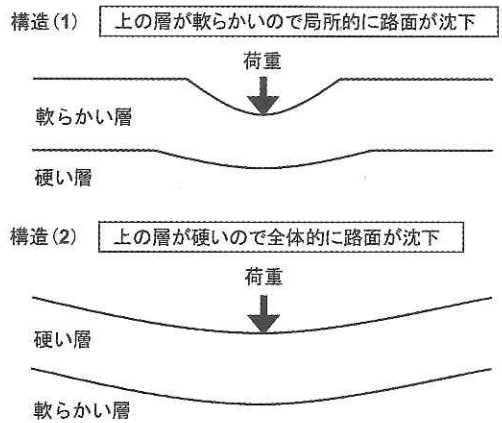 構造(1) 上の層が軟らかいので局所的に路面が沈下
荷重
軟らかい層
硬い層
構造(2) 上の層が硬いので全体的に路面が沈下
荷重
硬い層
軟らかい層